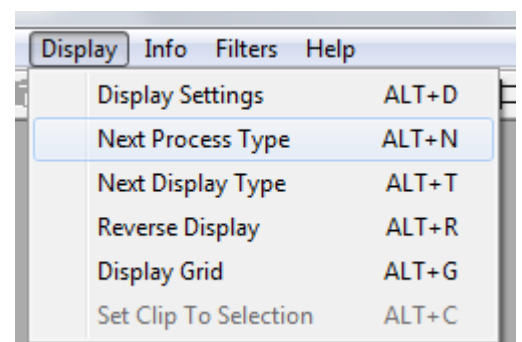 Display Info Filters Help
Display Settings ALT+D
Next Process Type ALT+N
Next Display Type ALT+T
Reverse Display ALT+R
Display Grid ALT+G
Set Clip To Selection ALT+C